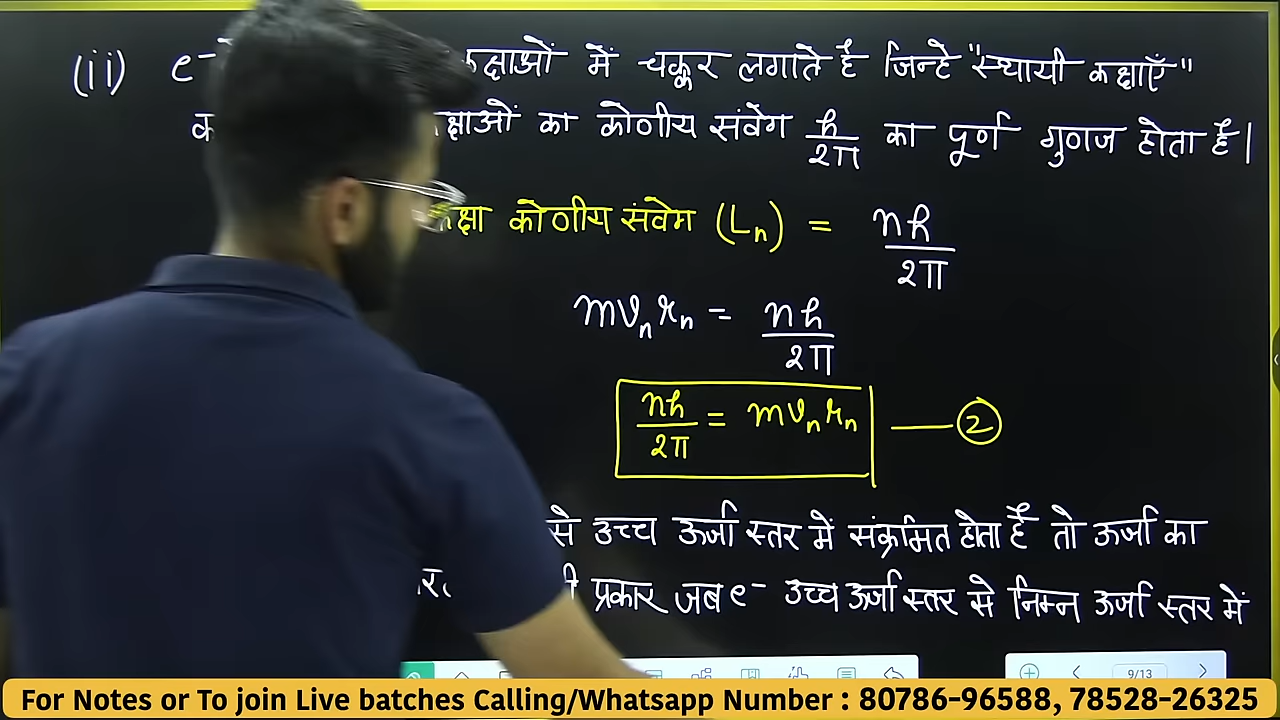 (ii) e⁻ कक्षाओं में चक्कर लगाते है जिन्हे "स्थायी कक्षाएँ"
का कोणीय संवेग h/2π का पूर्ण गुणज होता है।
कक्षा कोणीय संवेग (Lₙ) = nh/2π
mvₙrₙ = nh/2π
nh/2π = mvₙrₙ — ②
से उच्च ऊर्जा स्तर में संक्रमित होता है तो ऊर्जा का
प्रकार जब e⁻ उच्च ऊर्जा स्तर से निम्न ऊर्जा स्तर में
9/13
For Notes or To join Live batches Calling/Whatsapp Number : 80786-96588, 78528-26325